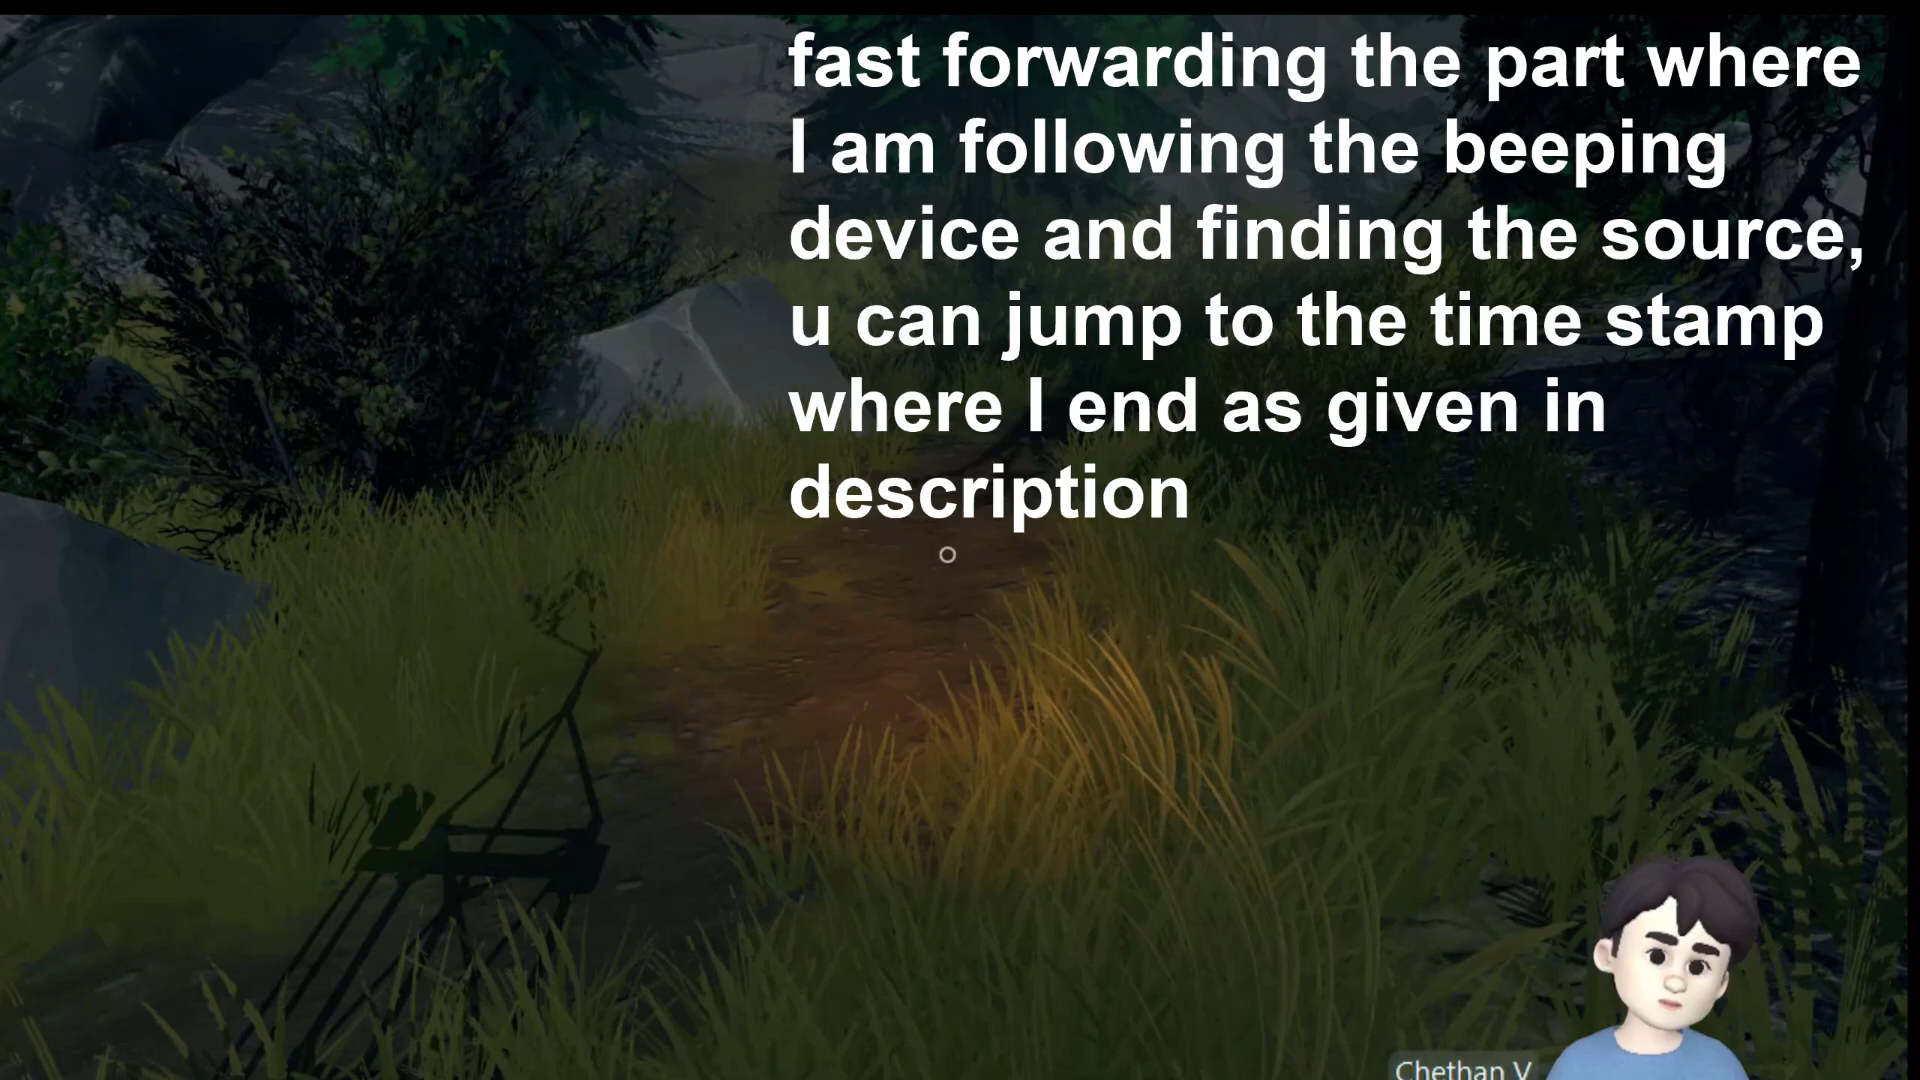 fast forwarding the part where
I am following the beeping
device and finding the source,
u can jump to the time stamp
where I end as given in
description
Chethan V